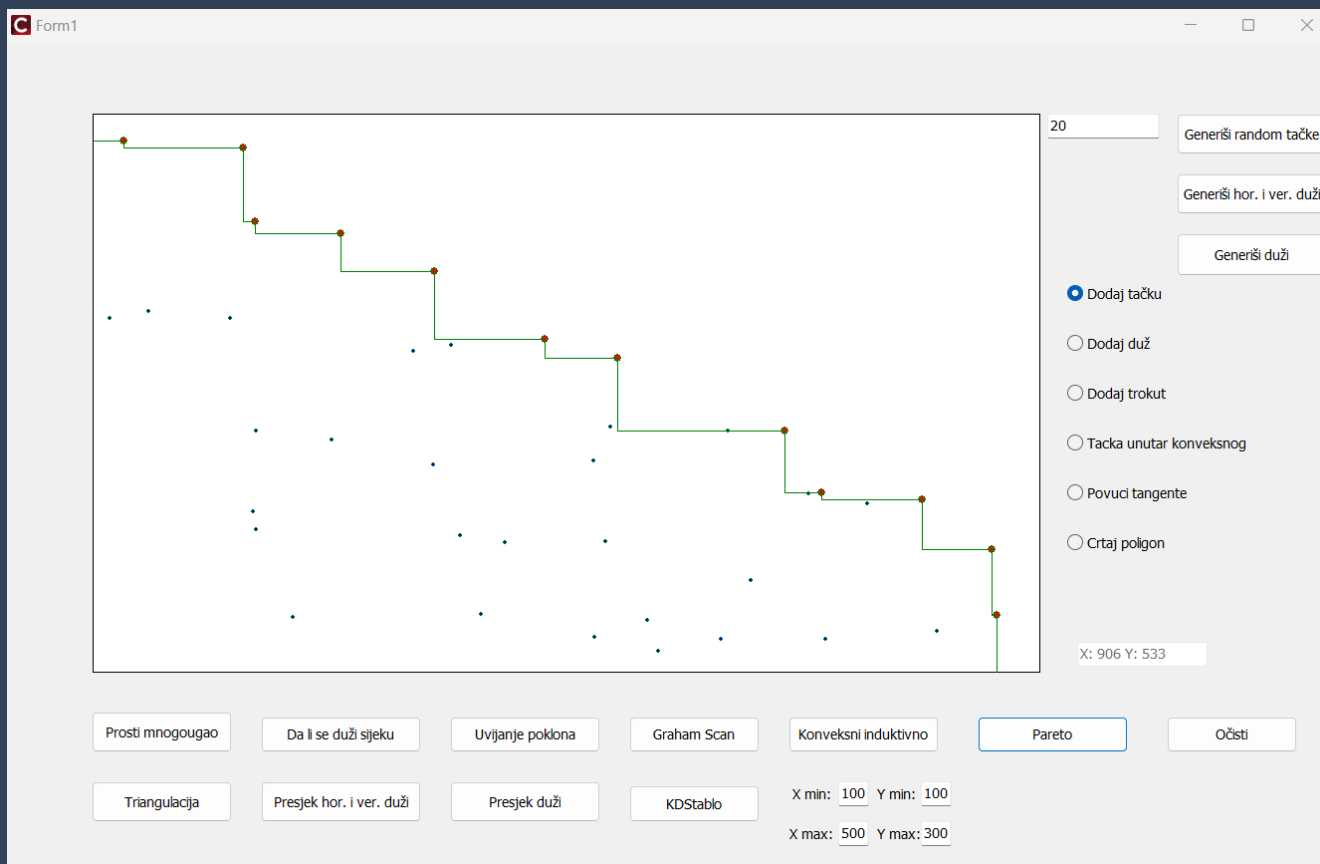 Form1
20
Generiši random tačke
Generiši hor. i ver. duži
Generiši duži
Dodaj tačku
Dodaj duž
Dodaj trokut
Tacka unutar konveksnog
Povuci tangente
Crtaj poligon
X: 906 Y: 533
Prosti mnogougao
Da li se duži sijeku
Uvijanje poklona
Graham Scan
Konveksni induktivno
Pareto
Očisti
Triangulacija
Presjek hor. i ver. duži
Presjek duži
KDStablo
X min: 100 Y min: 100
X max: 500 Y max: 300